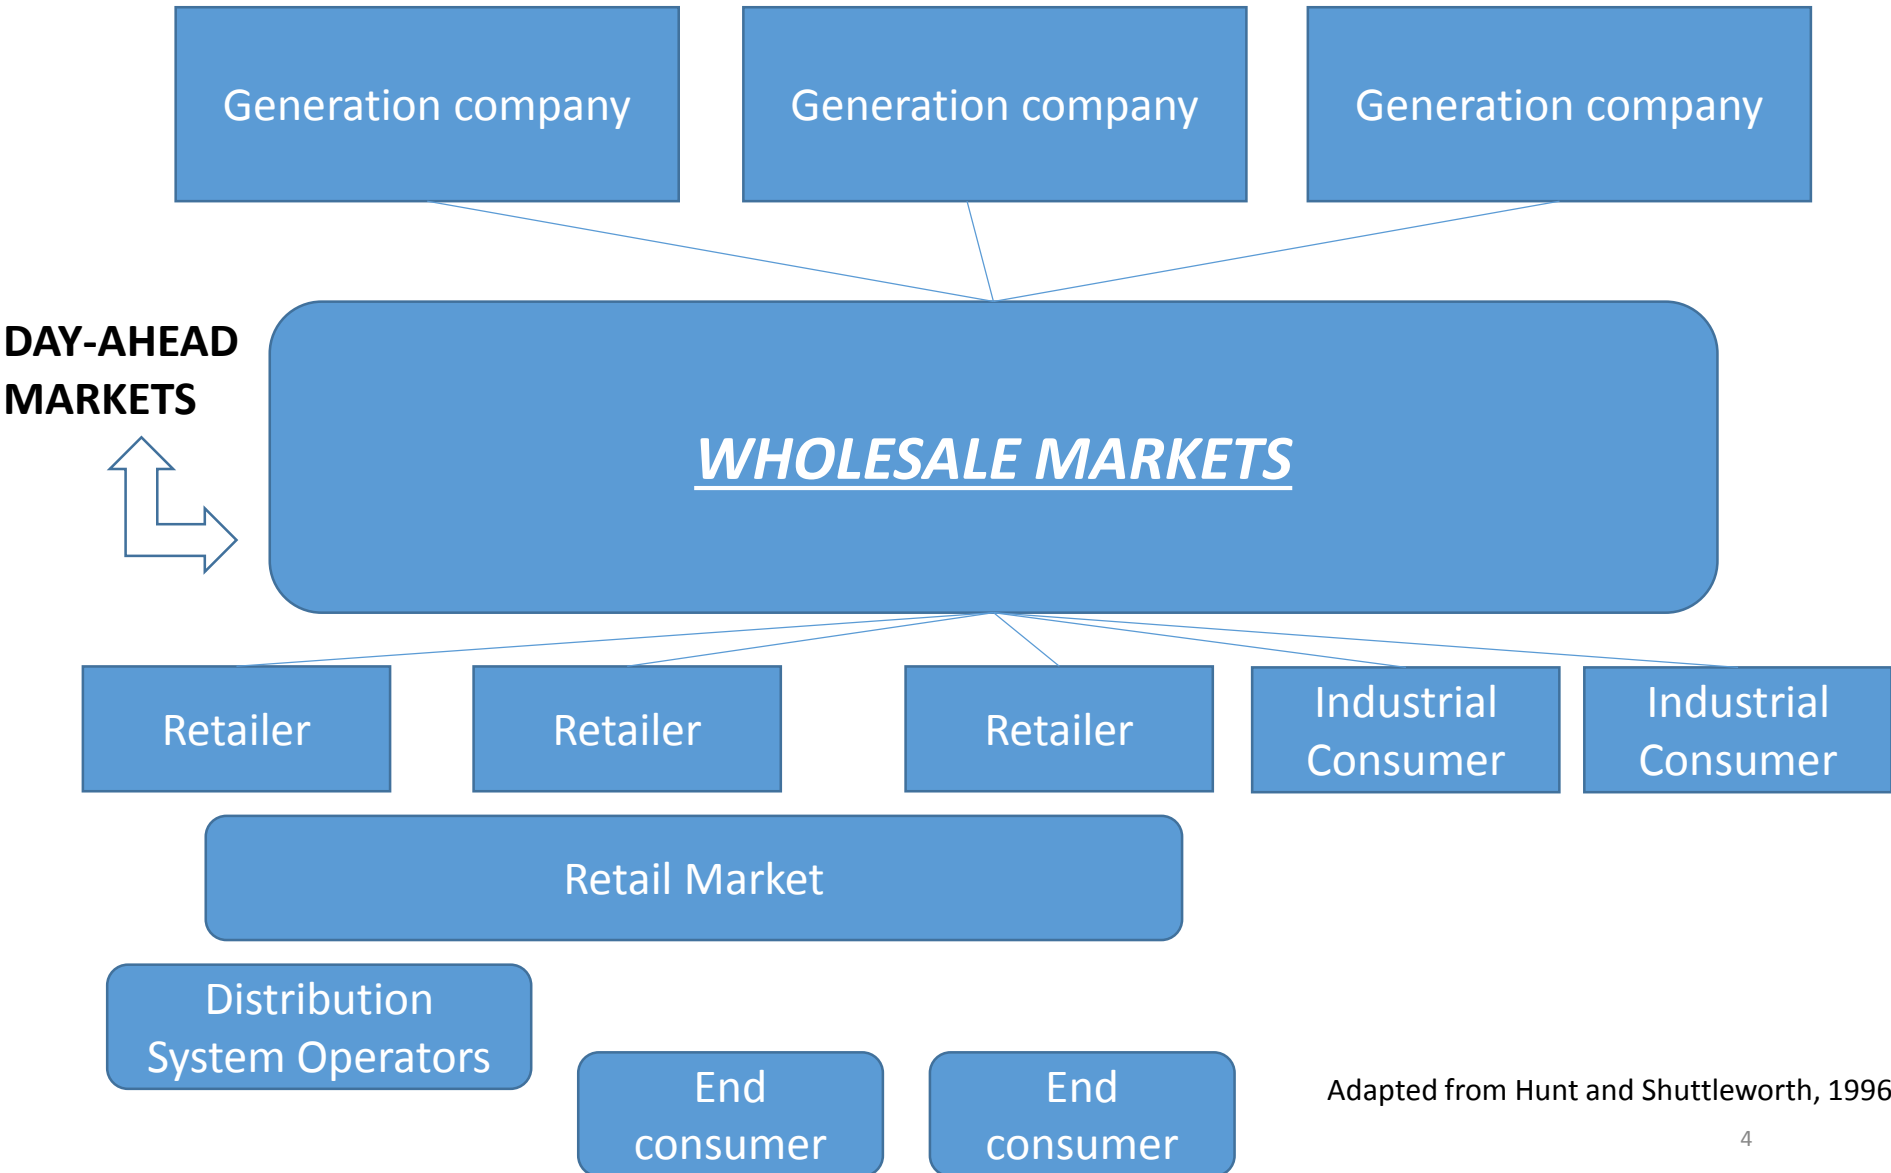 Generation company
Generation company
Generation company
DAY-AHEAD
MARKETS
WHOLESALE MARKETS
Retailer
Retailer
Retailer
Industrial
Consumer
Industrial
Consumer
Retail Market
Distribution
System Operators
End
consumer
End
consumer
Adapted from Hunt and Shuttleworth, 1996
4